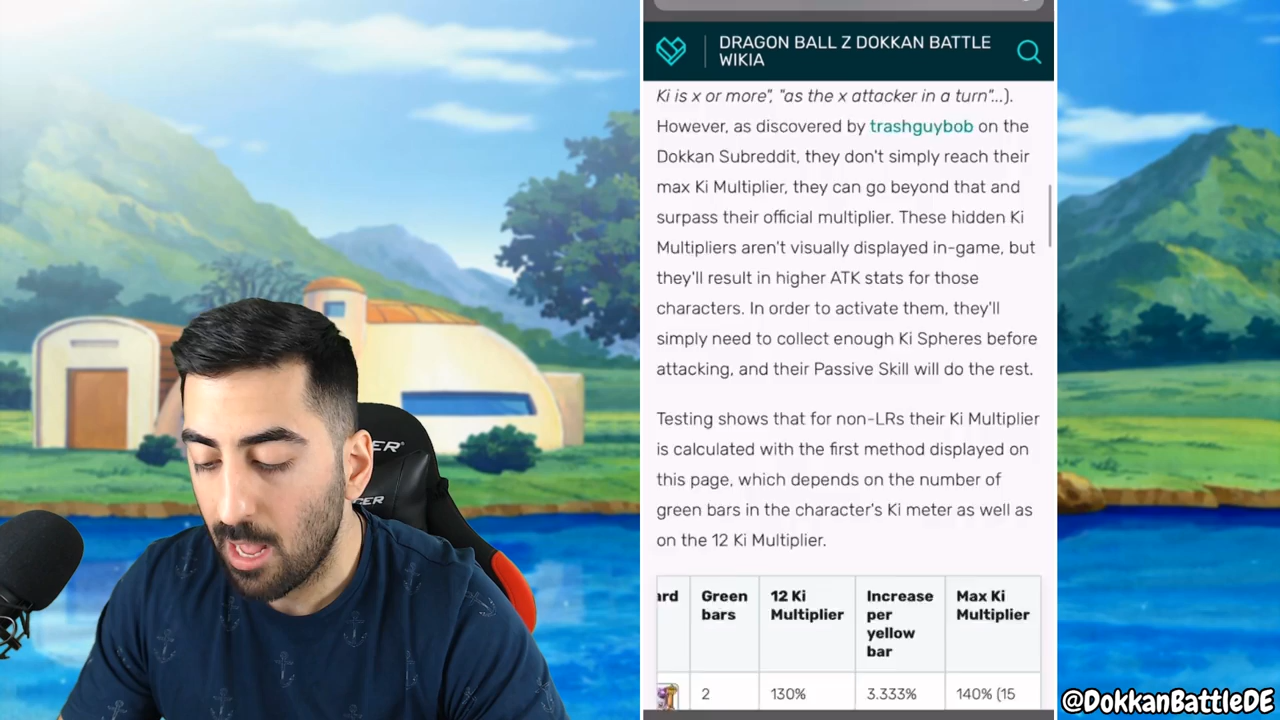 DRAGON BALL Z DOKKAN BATTLE
WIKIA
Ki is x or more", "as the x attacker in a turn"...).
However, as discovered by trashguybob on the
Dokkan Subreddit, they don't simply reach their
max Ki Multiplier, they can go beyond that and
surpass their official multiplier. These hidden Ki
Multipliers aren't visually displayed in-game, but
they'll result in higher ATK stats for those
characters. In order to activate them, they'll
simply need to collect enough Ki Spheres before
attacking, and their Passive Skill will do the rest.
Testing shows that for non-LRs their Ki Multiplier
is calculated with the first method displayed on
this page, which depends on the number of
green bars in the character's Ki meter as well as
on the 12 Ki Multiplier.
ard Green bars 12 Ki Multiplier Increase per yellow bar Max Ki Multiplier
2 130% 3.333% 140% (15
ER
CER
@DokkanBattleDE